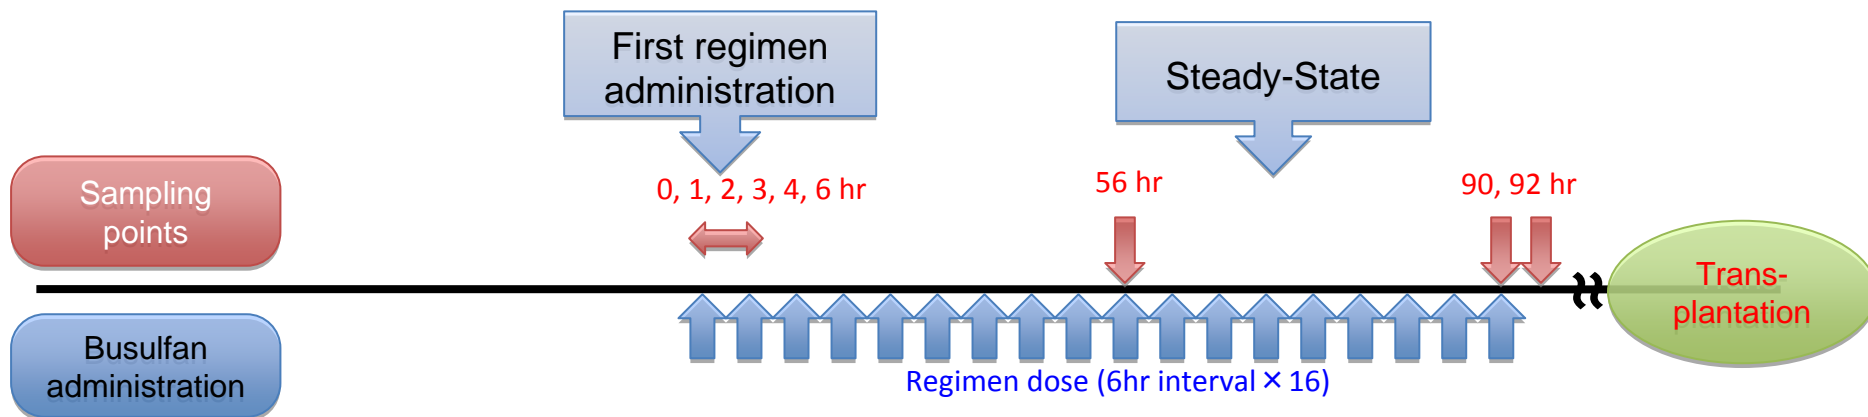 First regimen
administration
Steady-State
Sampling
points
0, 1, 2, 3, 4, 6 hr
56 hr
90, 92 hr
Trans-
plantation
Busulfan
administration
Regimen dose (6hr interval × 16)